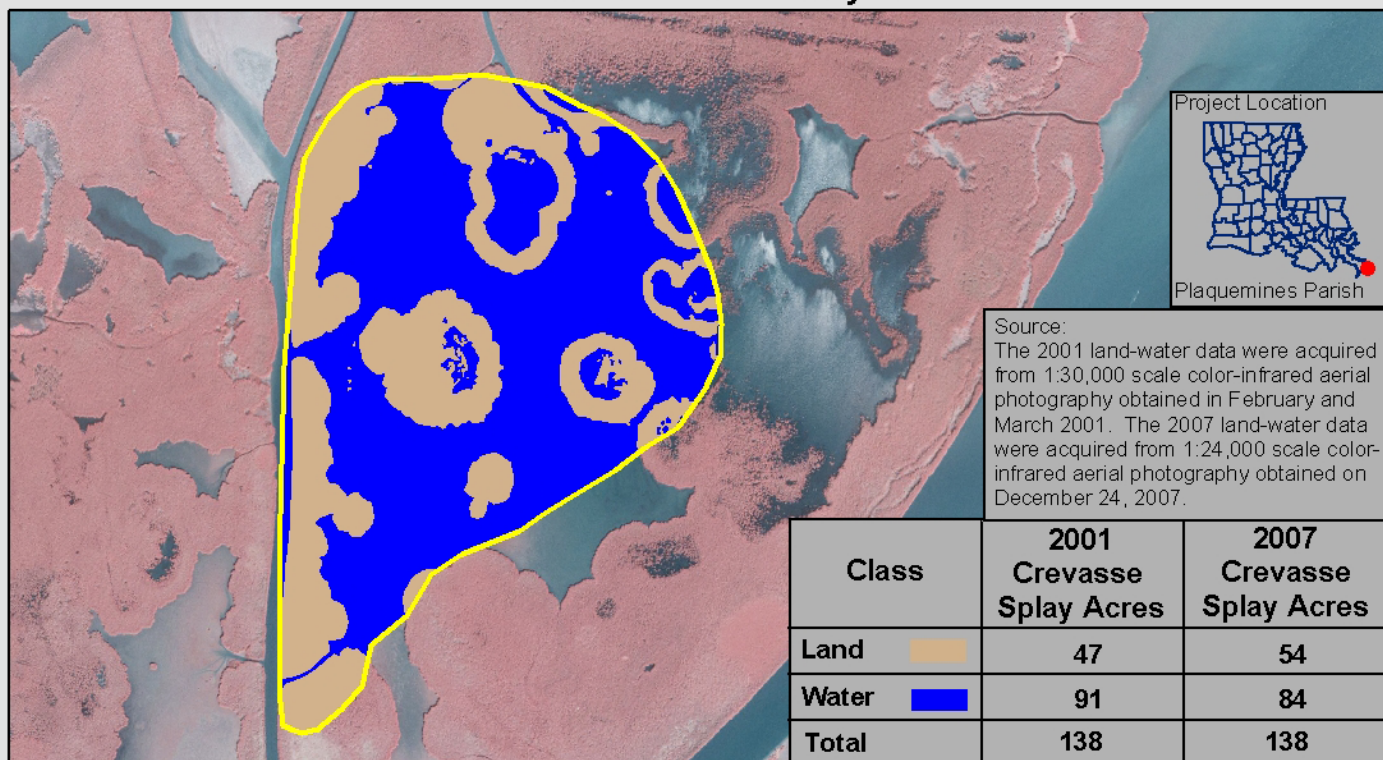 Project Location
Plaquemines Parish
Source:
The 2001 land-water data were acquired
from 1:30,000 scale color-infrared aerial
photography obtained in February and
March 2001. The 2007 land-water data
were acquired from 1:24,000 scale color-
infrared aerial photography obtained on
December 24, 2007.
Class 2001 Crevasse Splay Acres 2007 Crevasse Splay Acres
Land 47 54
Water 91 84
Total 138 138